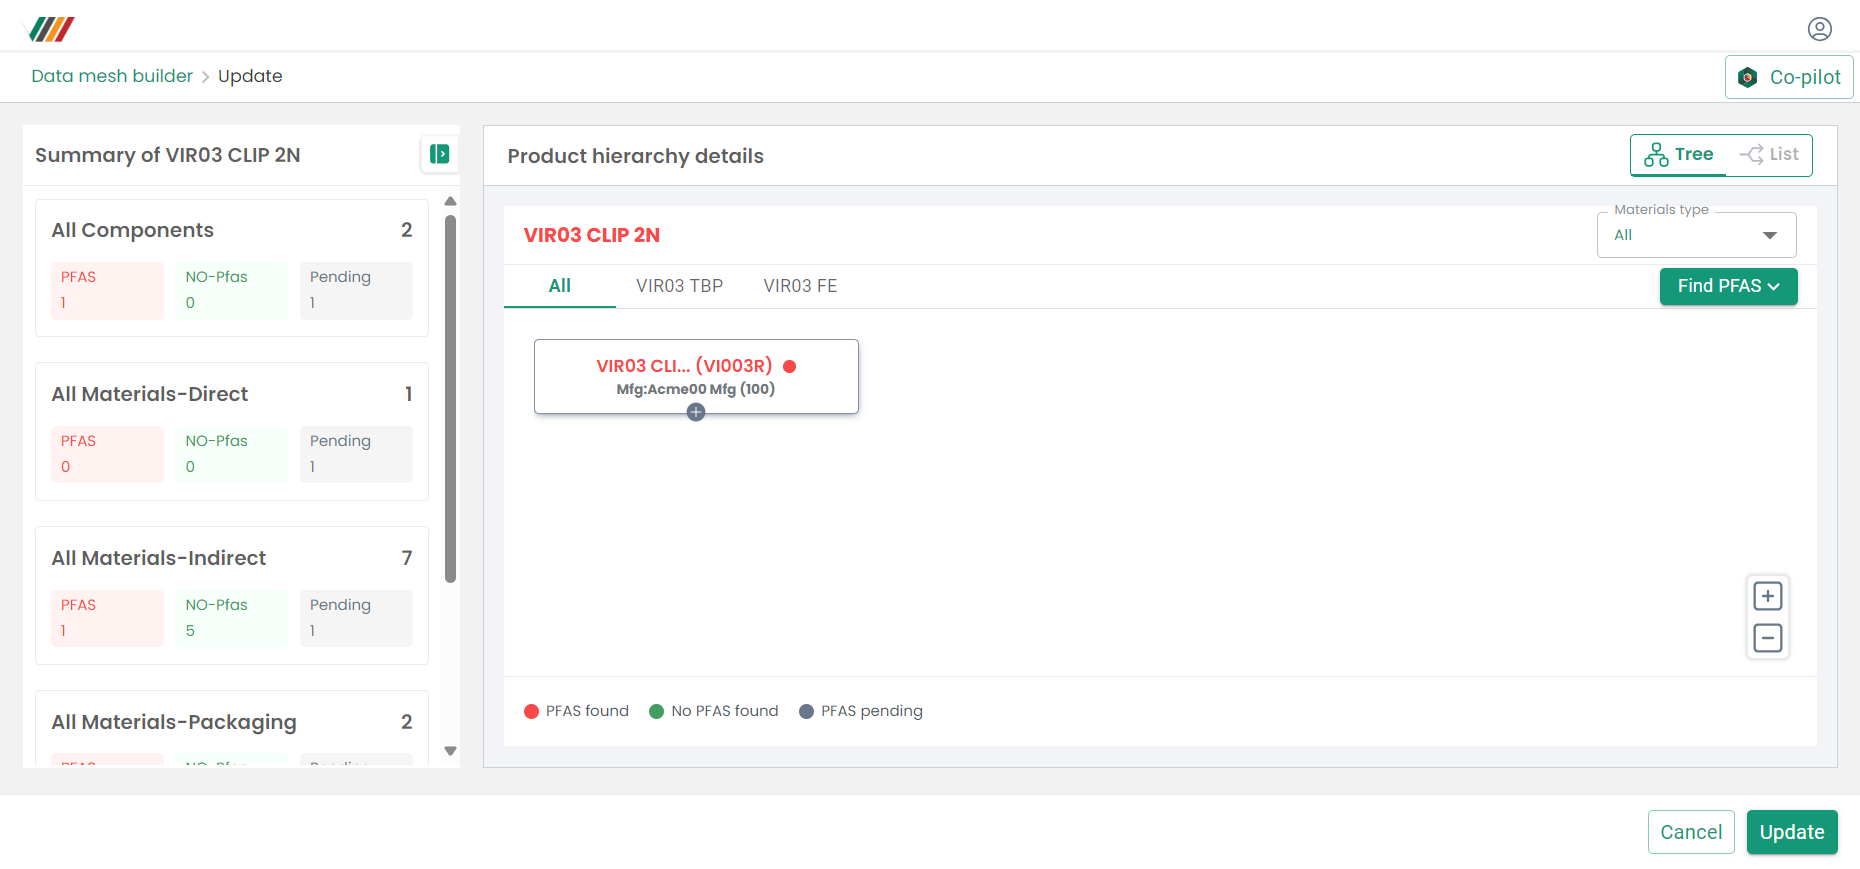 Data mesh builder > Update
Co-pilot
Summary of VIR03 CLIP 2N
All Components 2
PFAS NO-Pfas Pending
1 0 1
All Materials-Direct 1
PFAS NO-Pfas Pending
0 0 1
All Materials-Indirect 7
PFAS NO-Pfas Pending
1 5 1
All Materials-Packaging 2
PFAS NO-Pfas Pending
Product hierarchy details
Tree List
VIR03 CLIP 2N
Materials type
All
All VIR03 TBP VIR03 FE
Find PFAS
VIR03 CLI... (VI003R)
Mfg:Acme00 Mfg (100)
PFAS found No PFAS found PFAS pending
Cancel Update